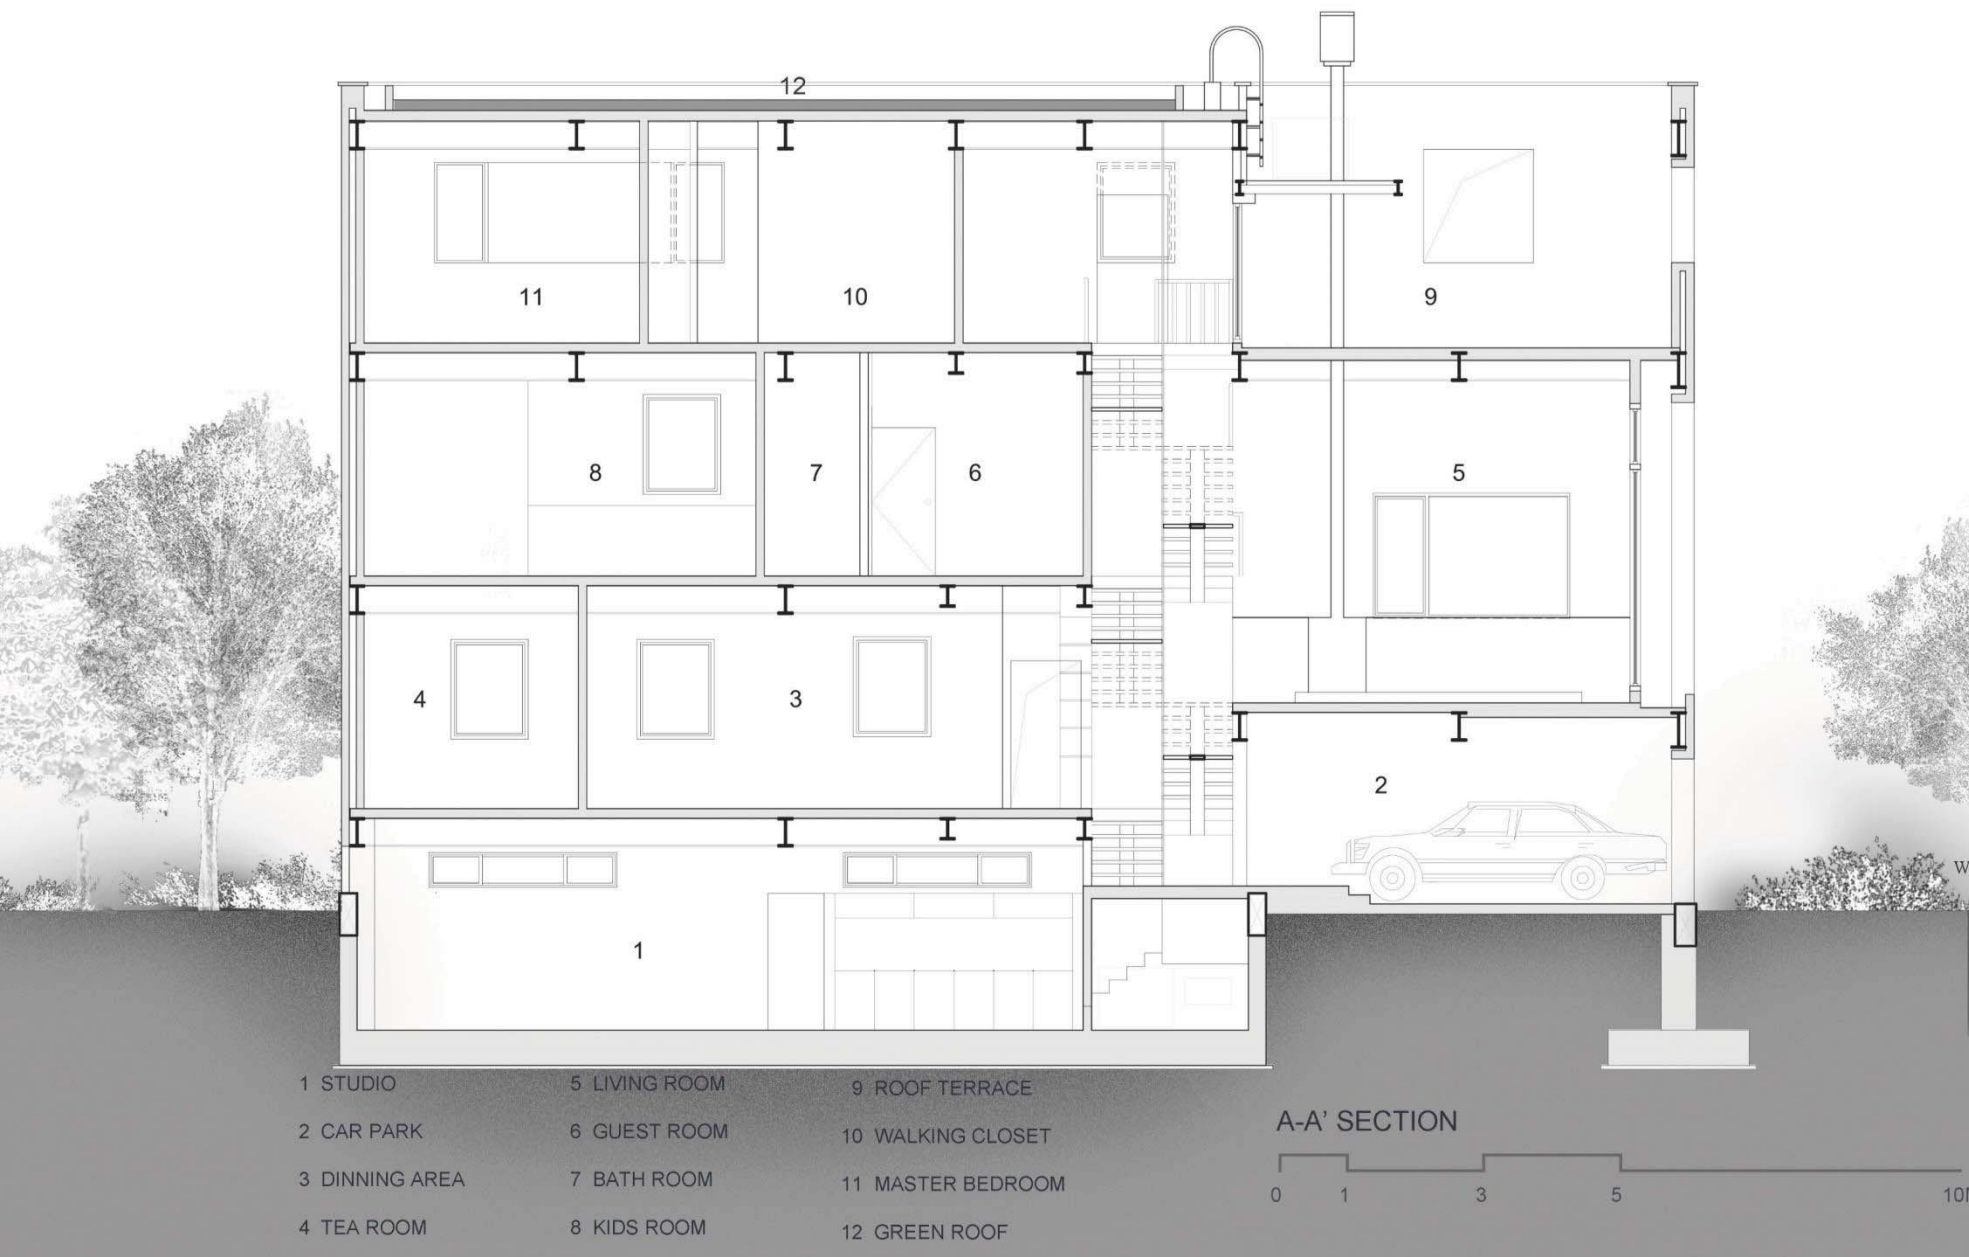 12
11
10
9
8
7
6
5
4
3
2
1
W
1 STUDIO
2 CAR PARK
3 DINNING AREA
4 TEA ROOM
5 LIVING ROOM
6 GUEST ROOM
7 BATH ROOM
8 KIDS ROOM
9 ROOF TERRACE
10 WALKING CLOSET
11 MASTER BEDROOM
12 GREEN ROOF
A-A' SECTION
0 1 3 5 10